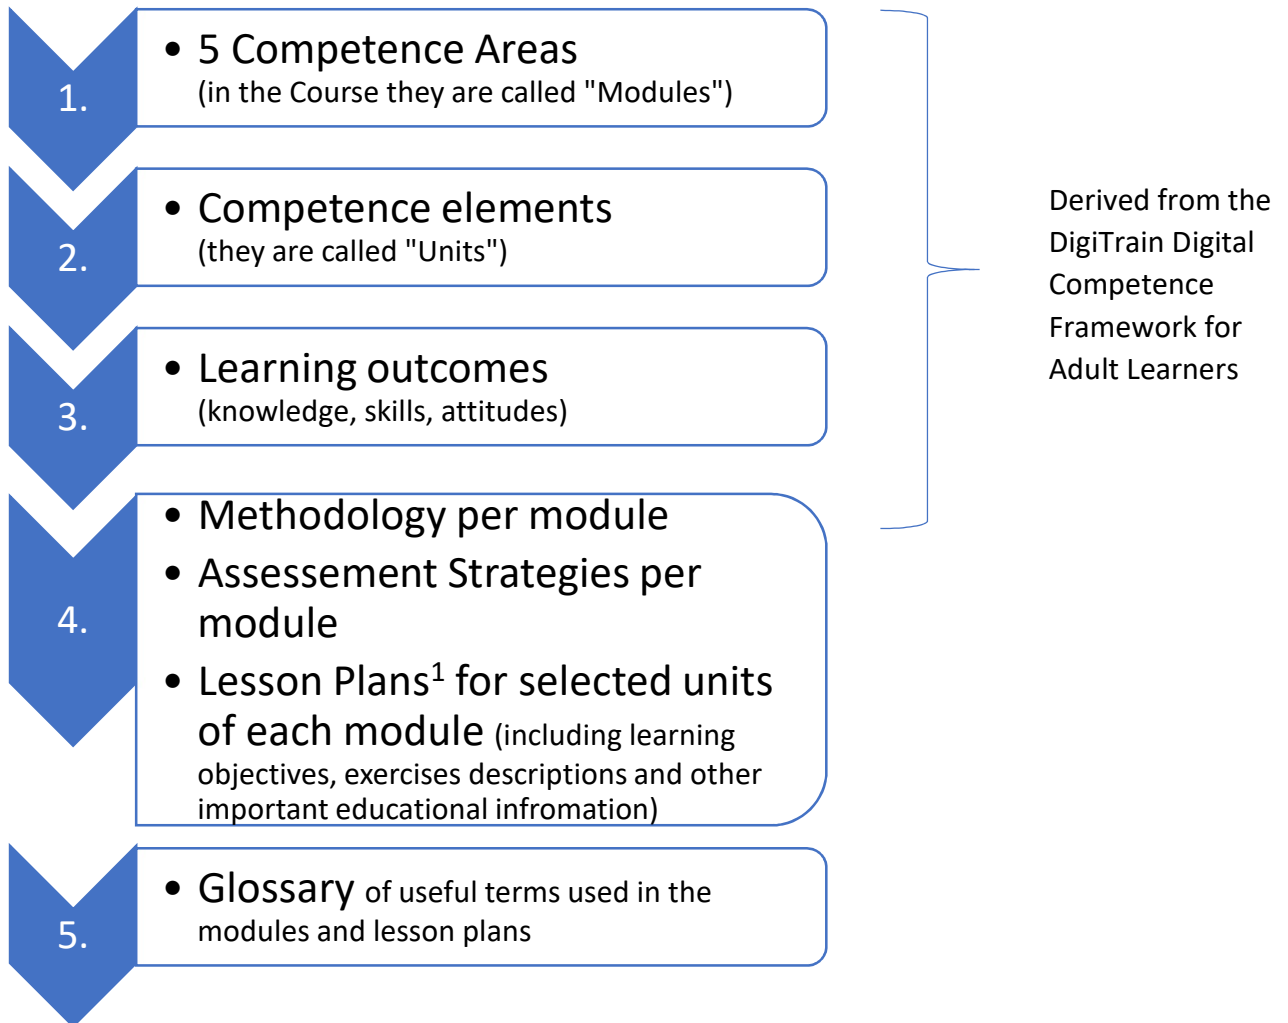 1.
• 5 Competence Areas
(in the Course they are called "Modules")
2.
• Competence elements
(they are called "Units")
3.
• Learning outcomes
(knowledge, skills, attitudes)
4.
• Methodology per module
• Assessement Strategies per
module
• Lesson Plans¹ for selected units
of each module (including learning
objectives, exercises descriptions and other
important educational infromation)
5.
• Glossary of useful terms used in the
modules and lesson plans
Derived from the
DigiTrain Digital
Competence
Framework for
Adult Learners